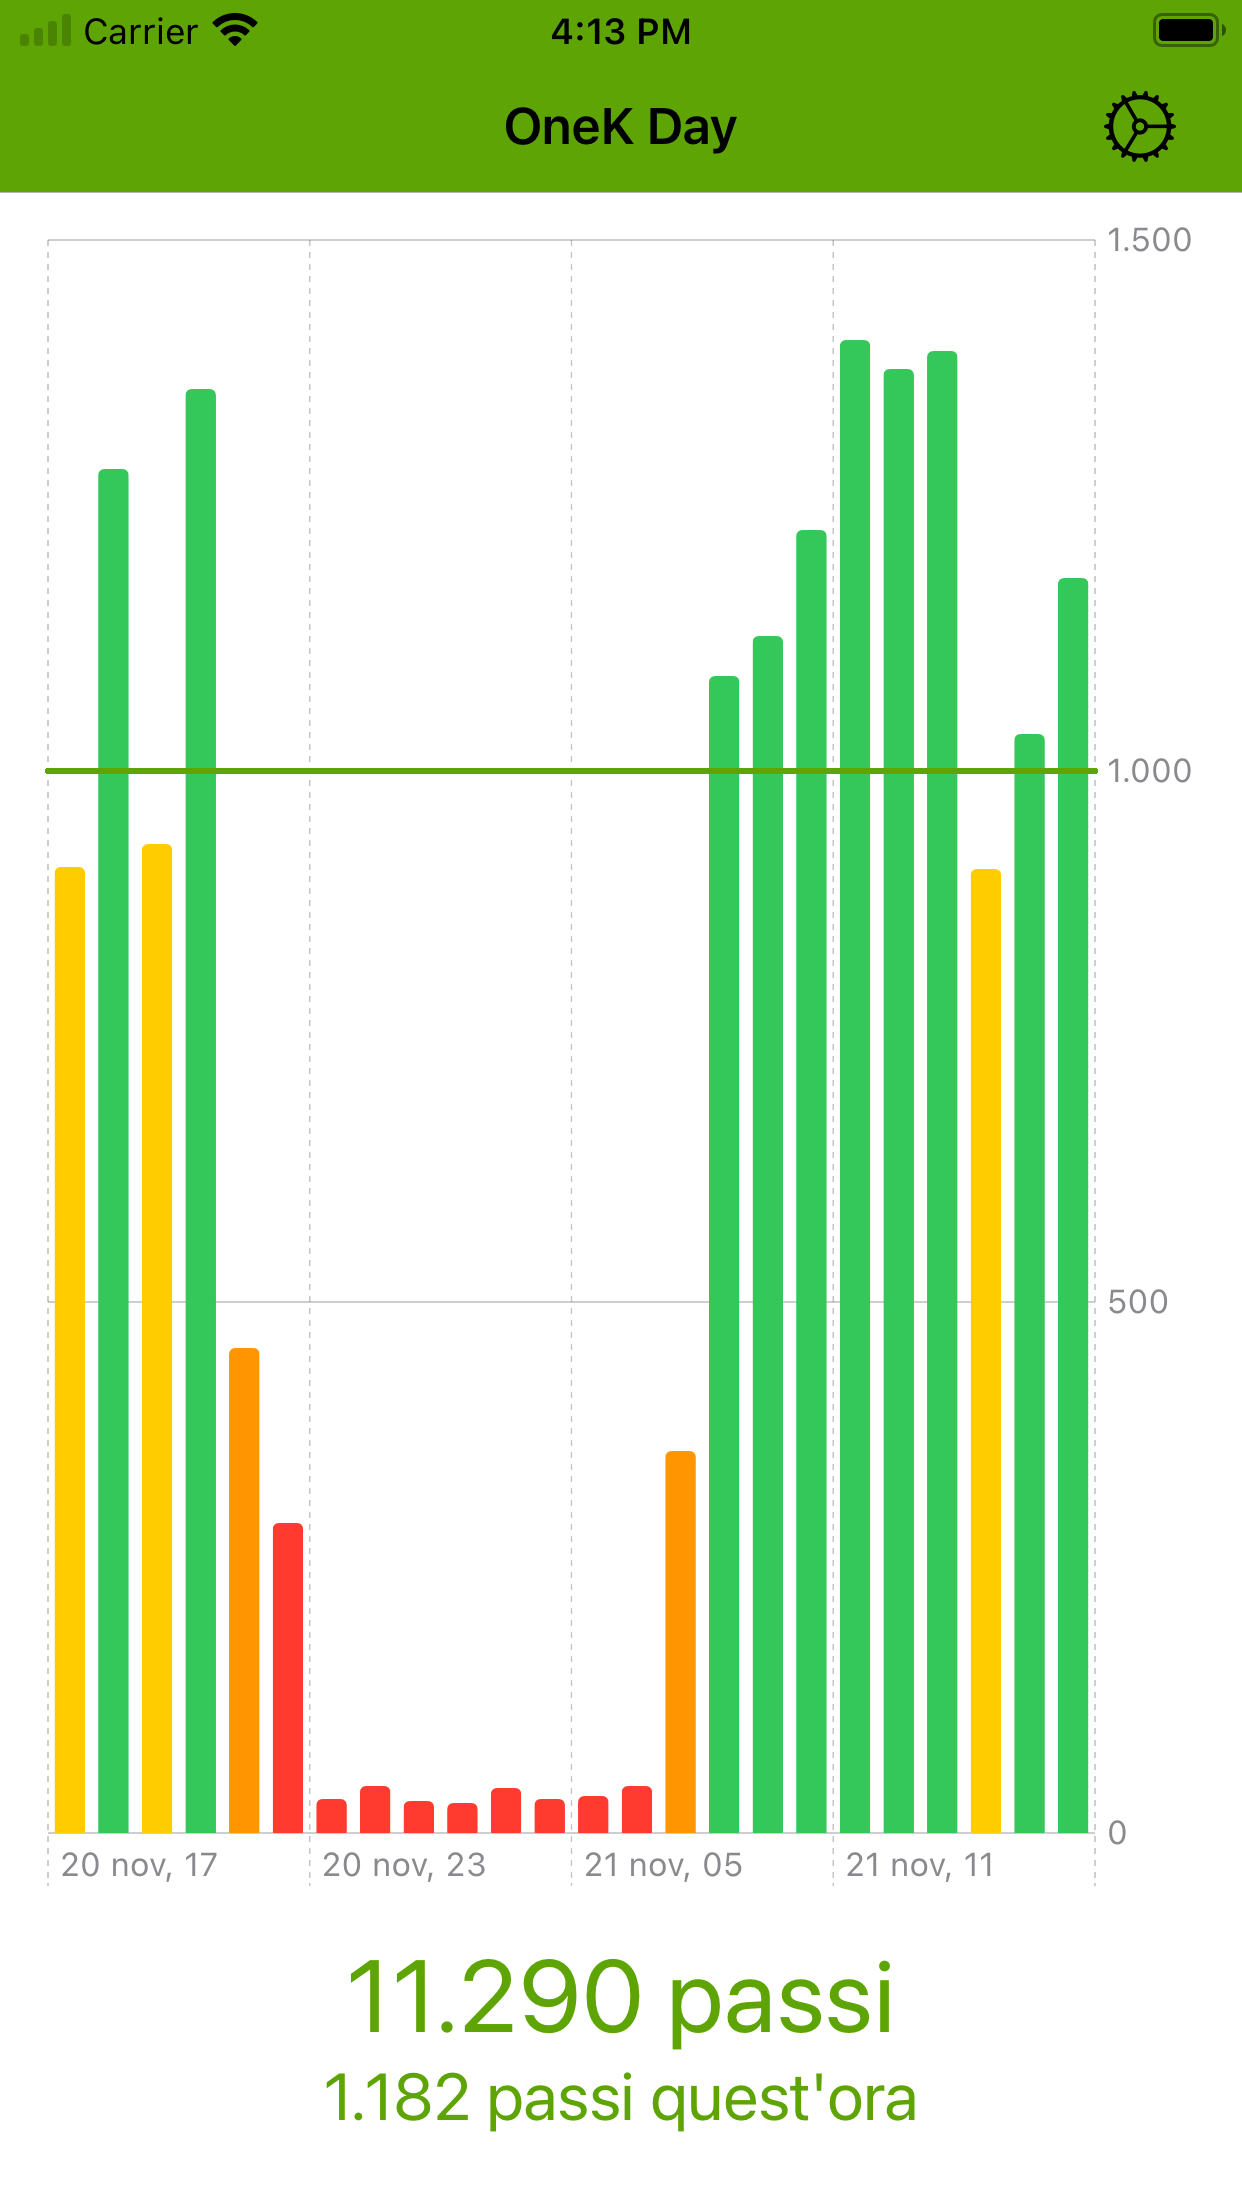 Carrier 4:13 PM
OneK Day
1.500
1.000
500
0
20 nov, 17 20 nov, 23 21 nov, 05 21 nov, 11
11.290 passi
1.182 passi quest'ora